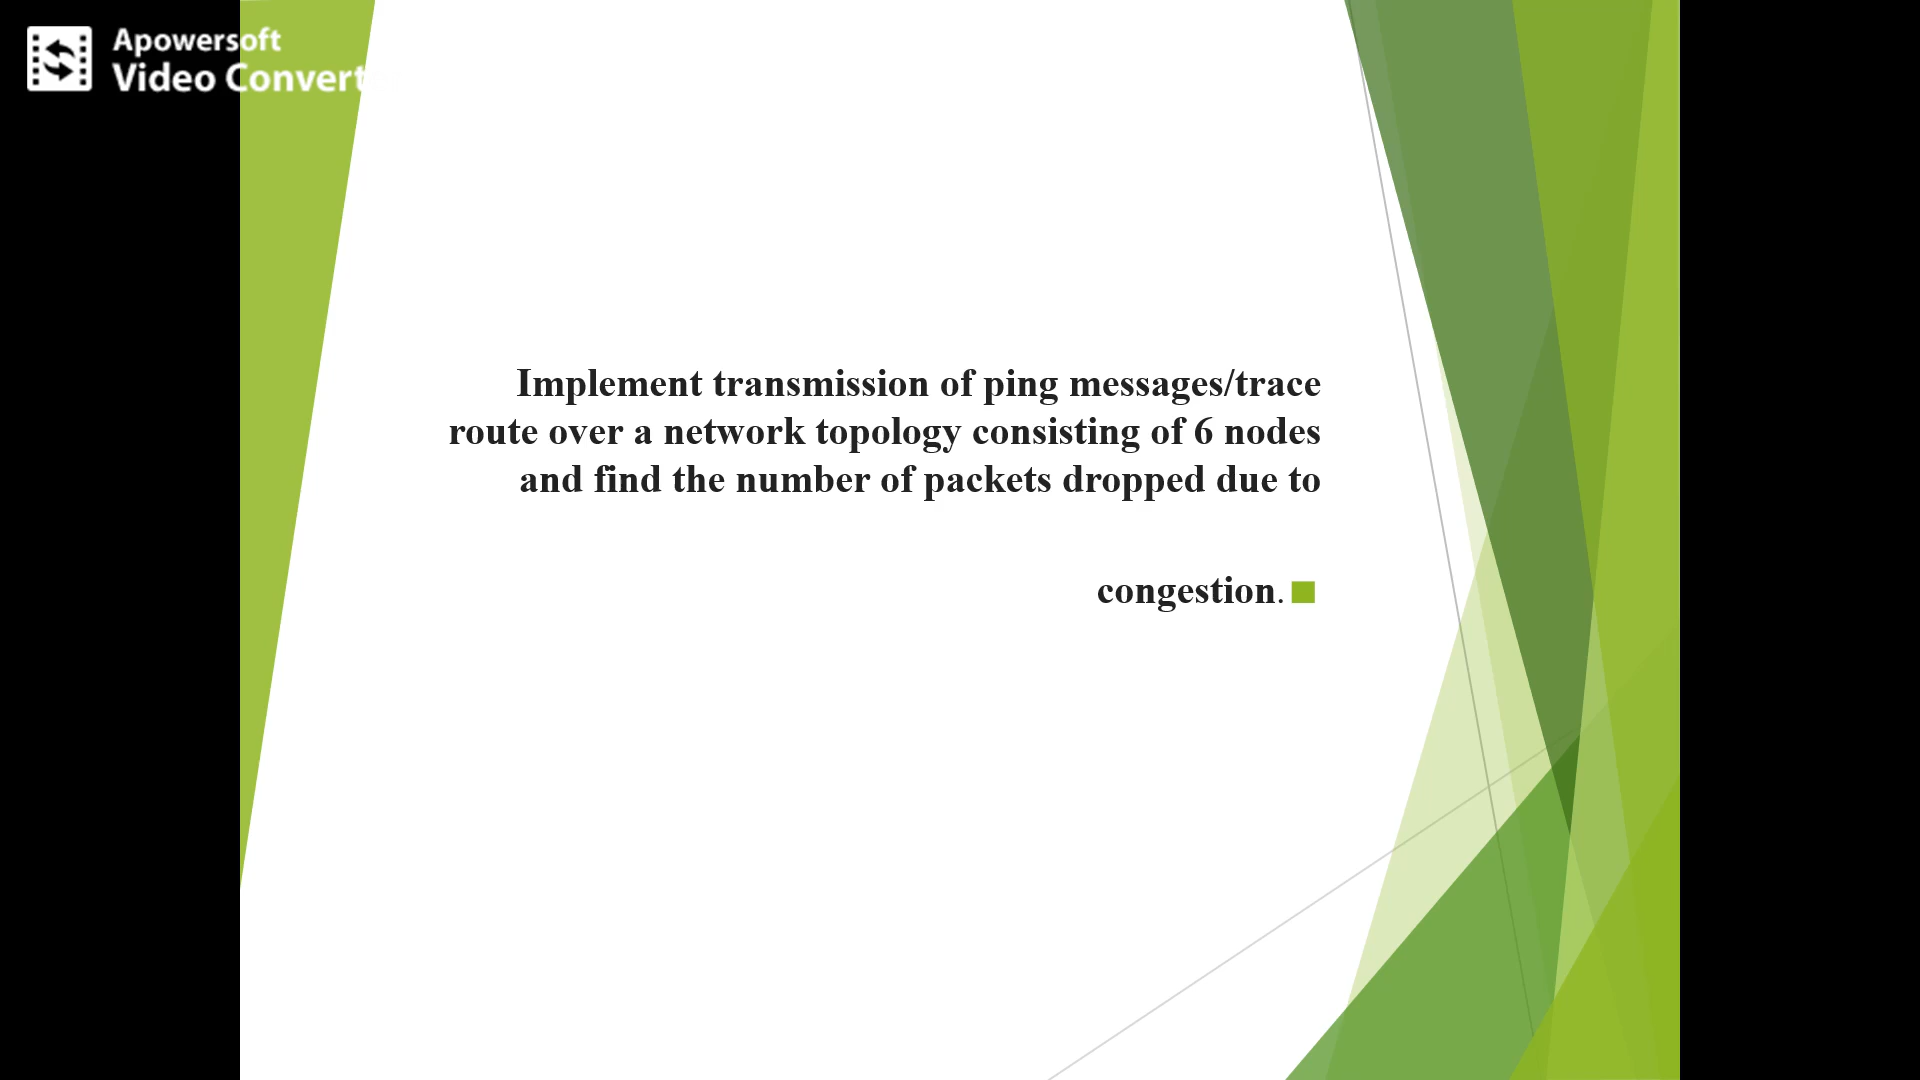 Apowersoft
Video Convert
Implement transmission of ping messages/trace
route over a network topology consisting of 6 nodes
and find the number of packets dropped due to
congestion.